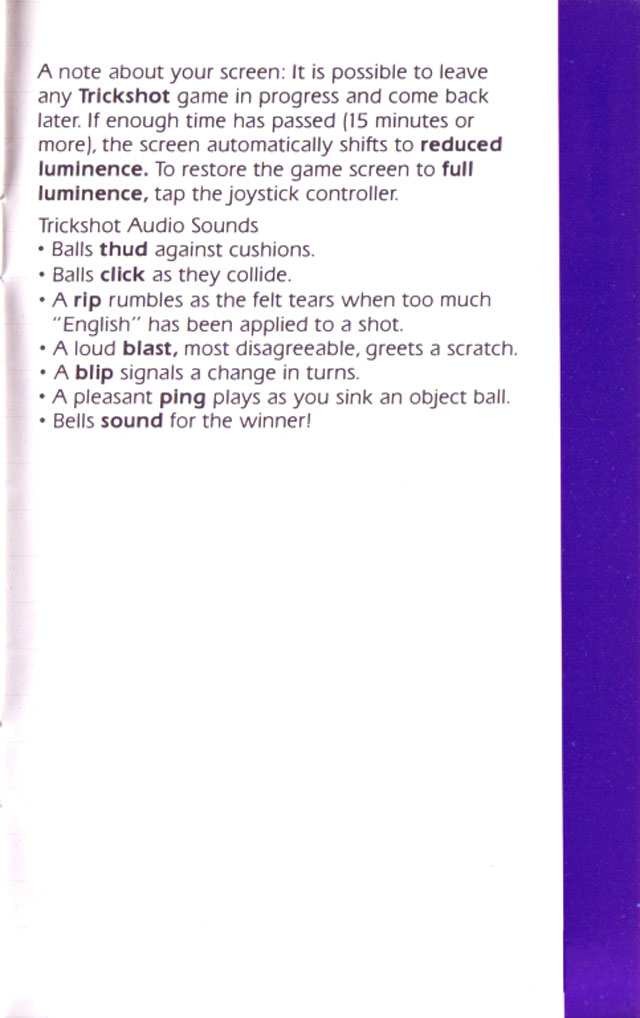 A note about your screen: It is possible to leave
any Trickshot game in progress and come back
later. If enough time has passed (15 minutes or
more), the screen automatically shifts to reduced
luminence. To restore the game screen to full
luminence, tap the joystick controller.
Trickshot Audio Sounds
• Balls thud against cushions.
• Balls click as they collide.
• A rip rumbles as the felt tears when too much
"English" has been applied to a shot.
• A loud blast, most disagreeable, greets a scratch.
• A blip signals a change in turns.
• A pleasant ping plays as you sink an object ball.
• Bells sound for the winner!